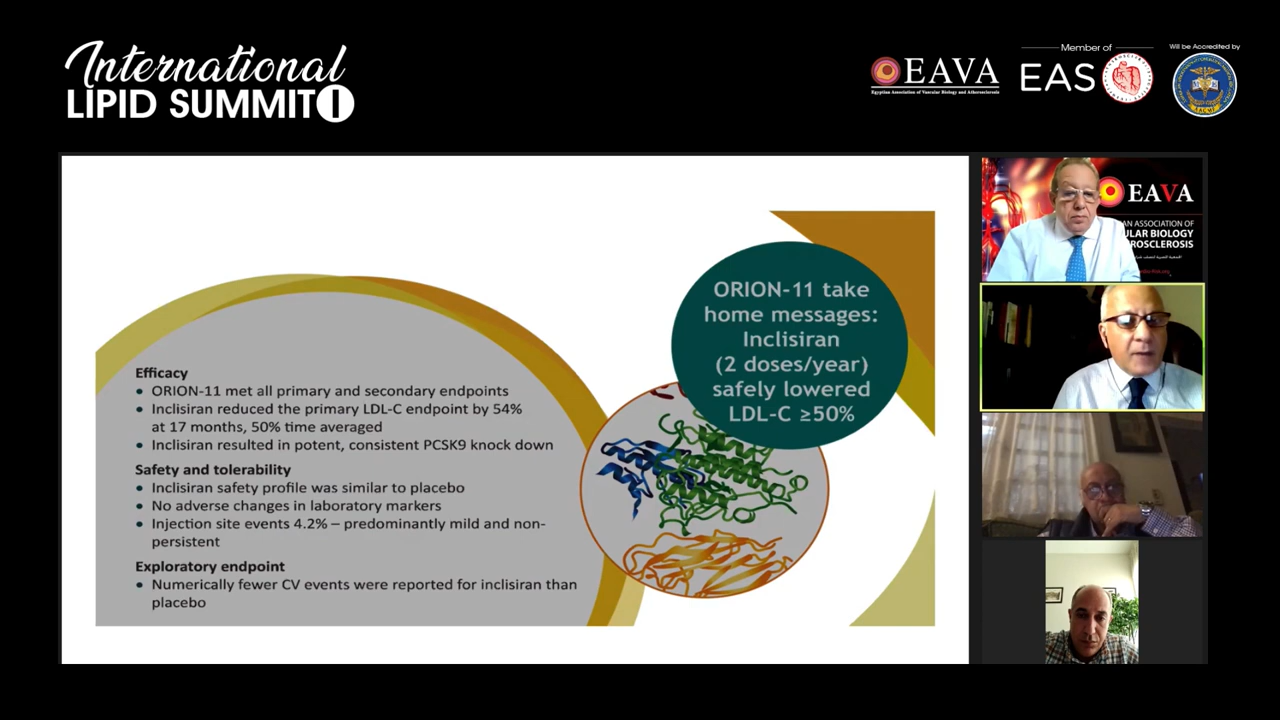 International
LIPID SUMMIT 1
EAVA
Egyptian Association of Vascular Biology and Atherosclerosis
Member of
EAS
Will be Accredited by
ORION-11 take
home messages:
Inclisiran
(2 doses/year)
safely lowered
LDL-C ≥50%
Efficacy
• ORION-11 met all primary and secondary endpoints
• Inclisiran reduced the primary LDL-C endpoint by 54%
at 17 months, 50% time averaged
• Inclisiran resulted in potent, consistent PCSK9 knock down
Safety and tolerability
• Inclisiran safety profile was similar to placebo
• No adverse changes in laboratory markers
• Injection site events 4.2% – predominantly mild and non-
persistent
Exploratory endpoint
• Numerically fewer CV events were reported for inclisiran than
placebo
EAVA
AN ASSOCIATION OF
ULAR BIOLOGY
ROSCLEROSIS